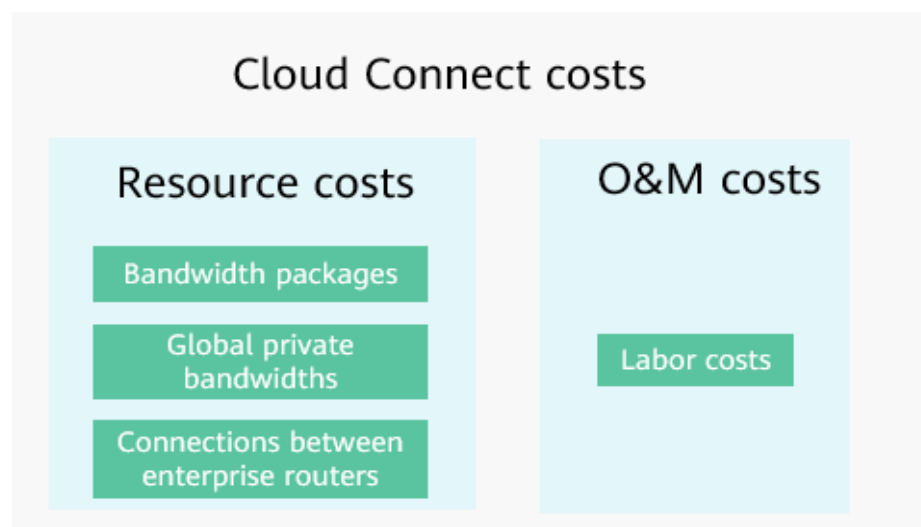 Cloud Connect costs
Resource costs
Bandwidth packages
Global private
bandwidths
Connections between
enterprise routers
O&M costs
Labor costs